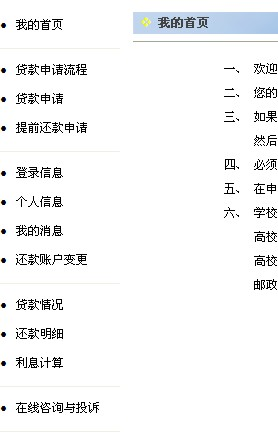 我的首页
贷款申请流程
贷款申请
提前还款申请
登录信息
个人信息
我的消息
还款账户变更
贷款情况
还款明细
利息计算
在线咨询与投诉
我的首页
一、 欢迎
二、 您的
三、 如果
然后
四、 必须
五、 在申
六、 学校
高校
高校
邮政